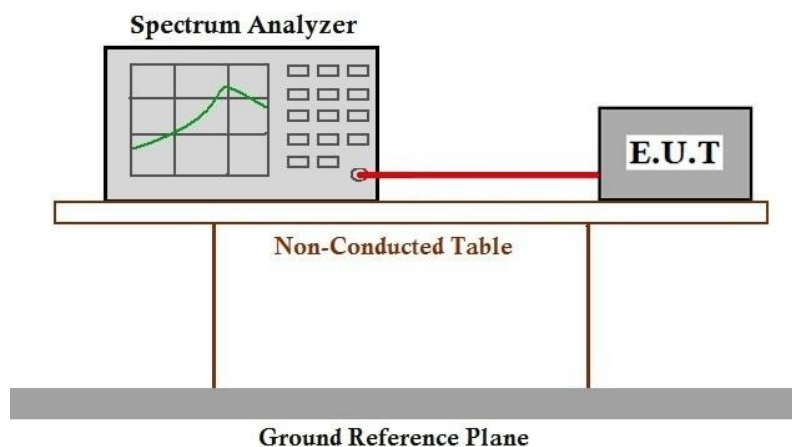 Spectrum Analyzer
E.U.T
Non-Conducted Table
Ground Reference Plane